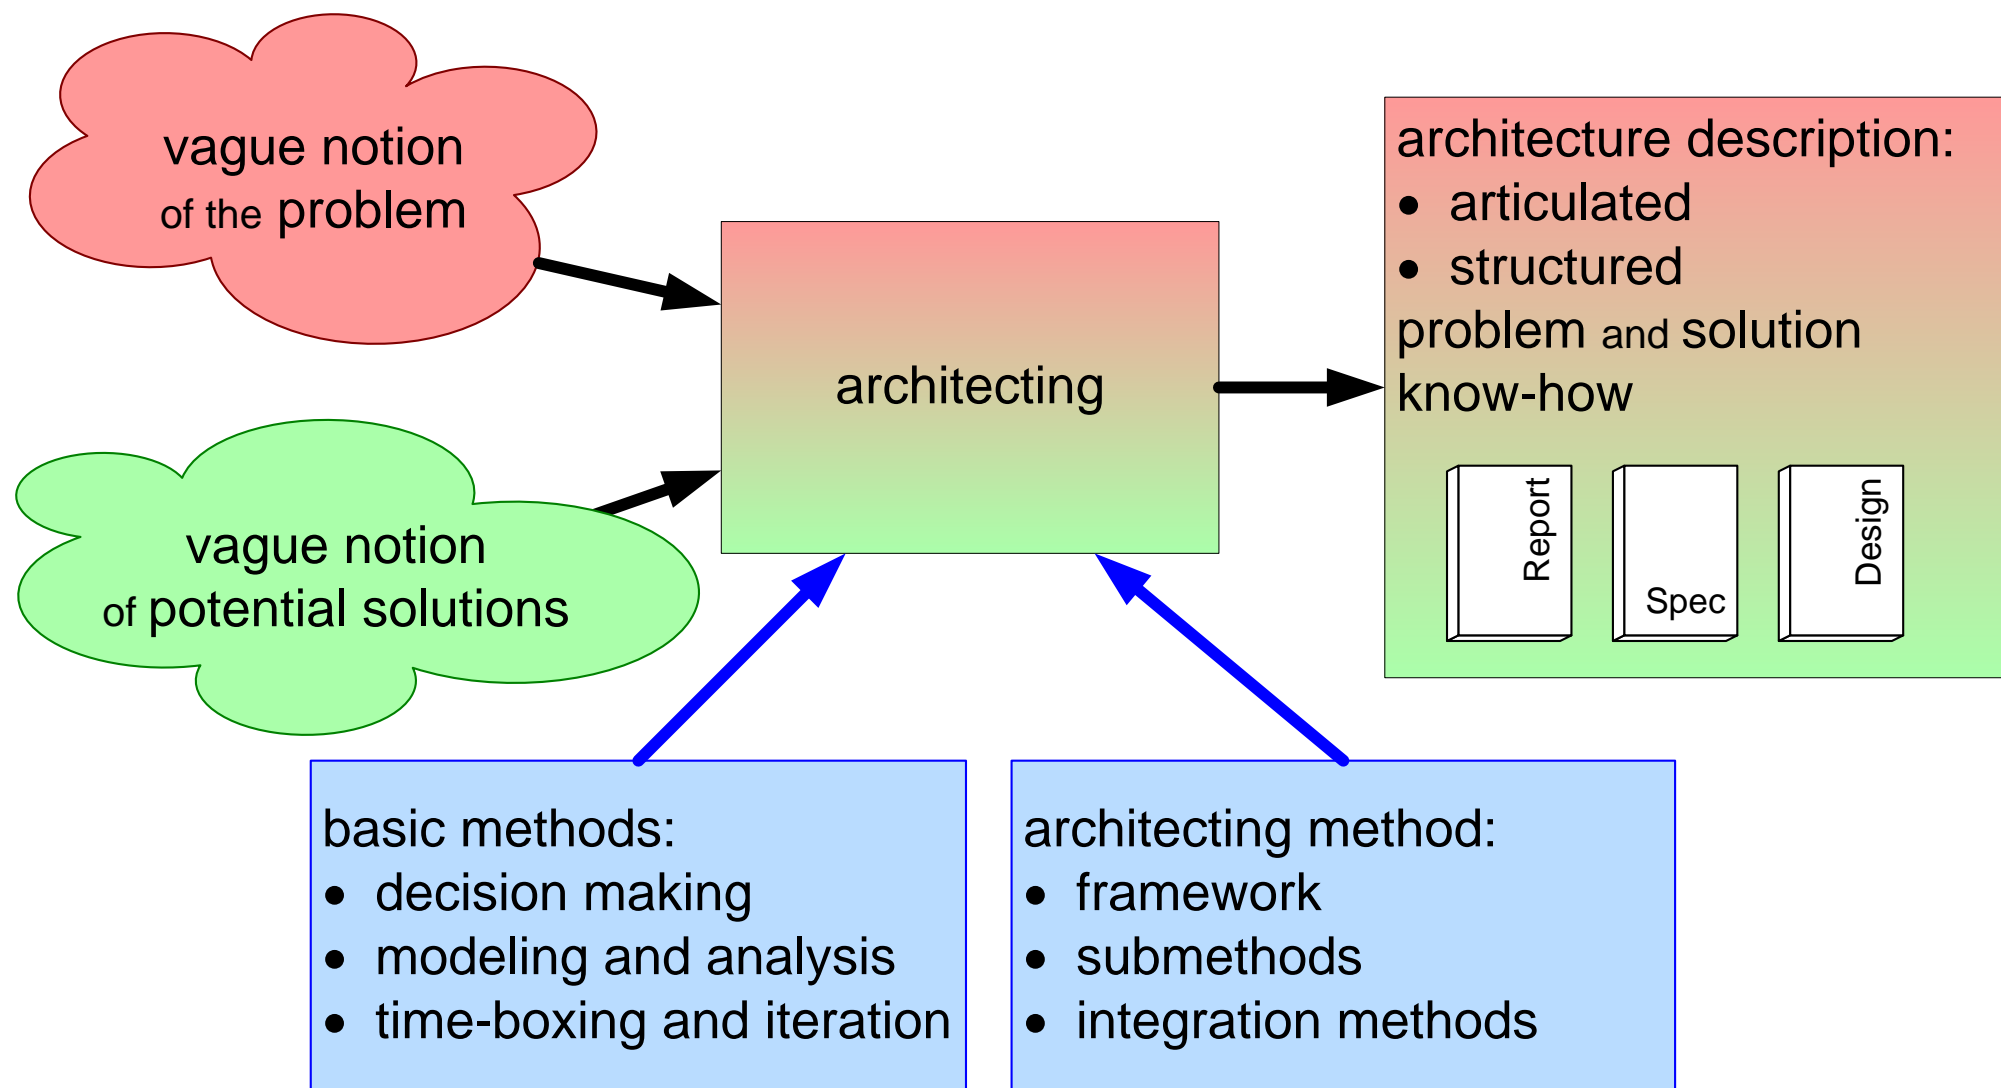 vague notion
of the problem
vague notion
of potential solutions
architecting
architecture description:
• articulated
• structured
problem and solution
know-how
Report
Spec
Design
basic methods:
• decision making
• modeling and analysis
• time-boxing and iteration
architecting method:
• framework
• submethods
• integration methods